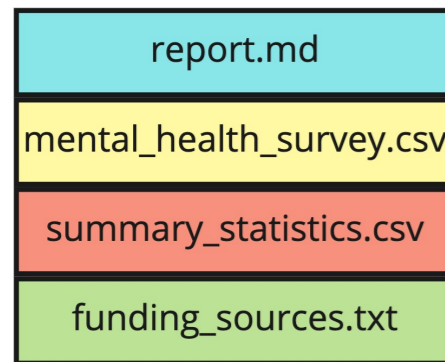 report.md
mental_health_survey.csv
summary_statistics.csv
funding_sources.txt